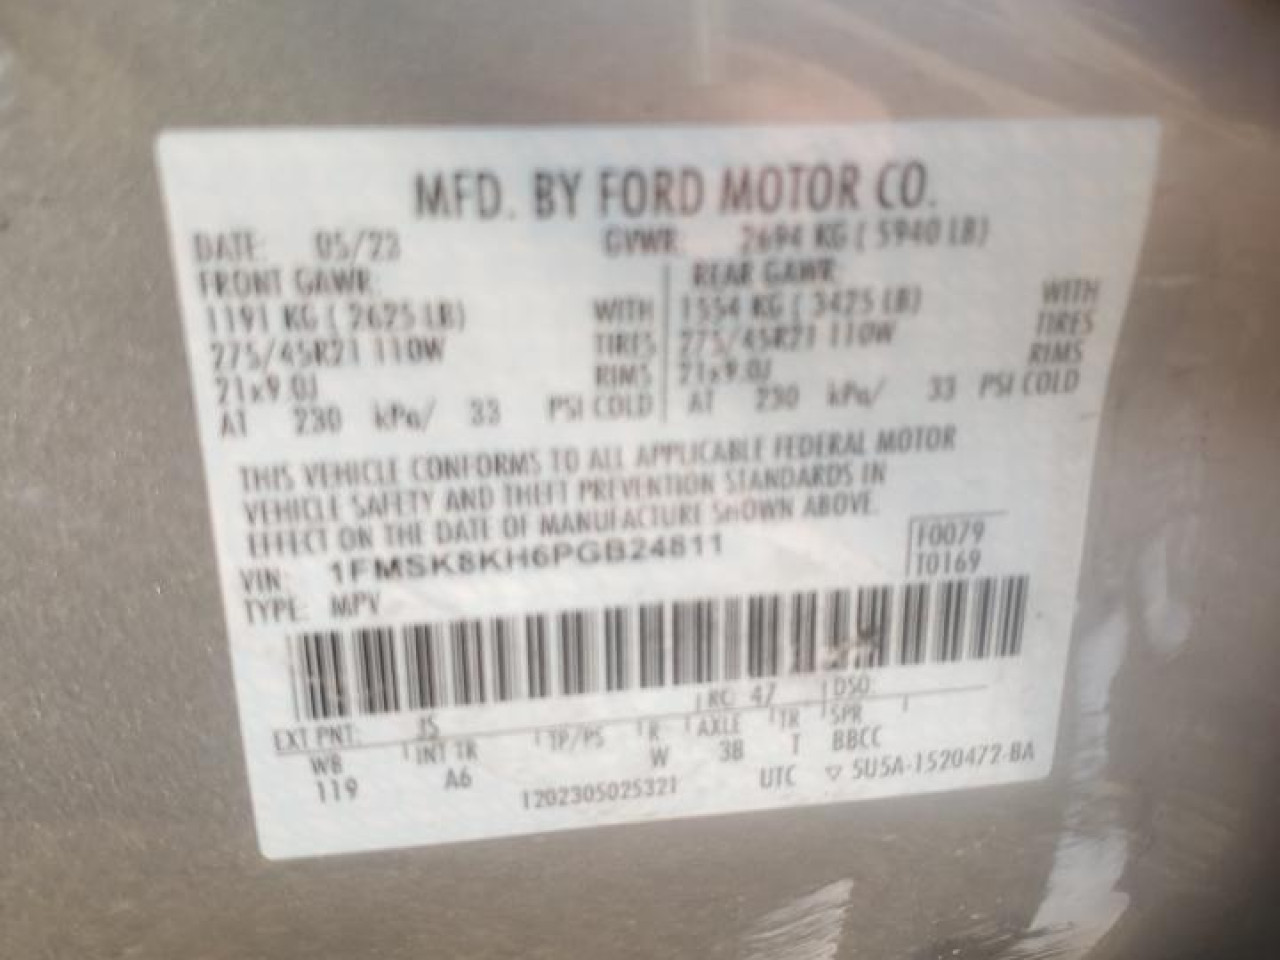 MFD. BY FORD MOTOR CO.
DATE: 05/22 GVWR: 2694 KG ( 5940 LB)
FRONT GAWR: REAR GAWR:
1191 KG ( 2625 LB) WITH 1554 KG ( 3425 LB) WITH
275/45R21 110W TIRES 275/45R21 110W TIRES
21x9.0J RIMS 21x9.0J RIMS
AT 230 kPa/ 33 PSI COLD AT 230 kPa/ 33 PSI COLD
THIS VEHICLE CONFORMS TO ALL APPLICABLE FEDERAL MOTOR
VEHICLE SAFETY AND THEFT PREVENTION STANDARDS IN
EFFECT ON THE DATE OF MANUFACTURE SHOWN ABOVE.
VIN: 1FMSK8KH6PGB24811 F0079
TYPE: MPV T0169
EXT PNT: JS RC: 47 DSO:
WB INT TR TP/PS R AXLE TR SPR
119 A6 W 38 T BBCC
1202305025321 UTC ▽ 5U5A-1520472-BA